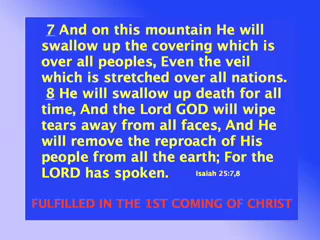 7 And on this mountain He will
swallow up the covering which is
over all peoples, Even the veil
which is stretched over all nations.
8 He will swallow up death for all
time, And the Lord GOD will wipe
tears away from all faces, And He
will remove the reproach of His
people from all the earth; For the
LORD has spoken. Isaiah 25:7,8
FULFILLED IN THE 1ST COMING OF CHRIST